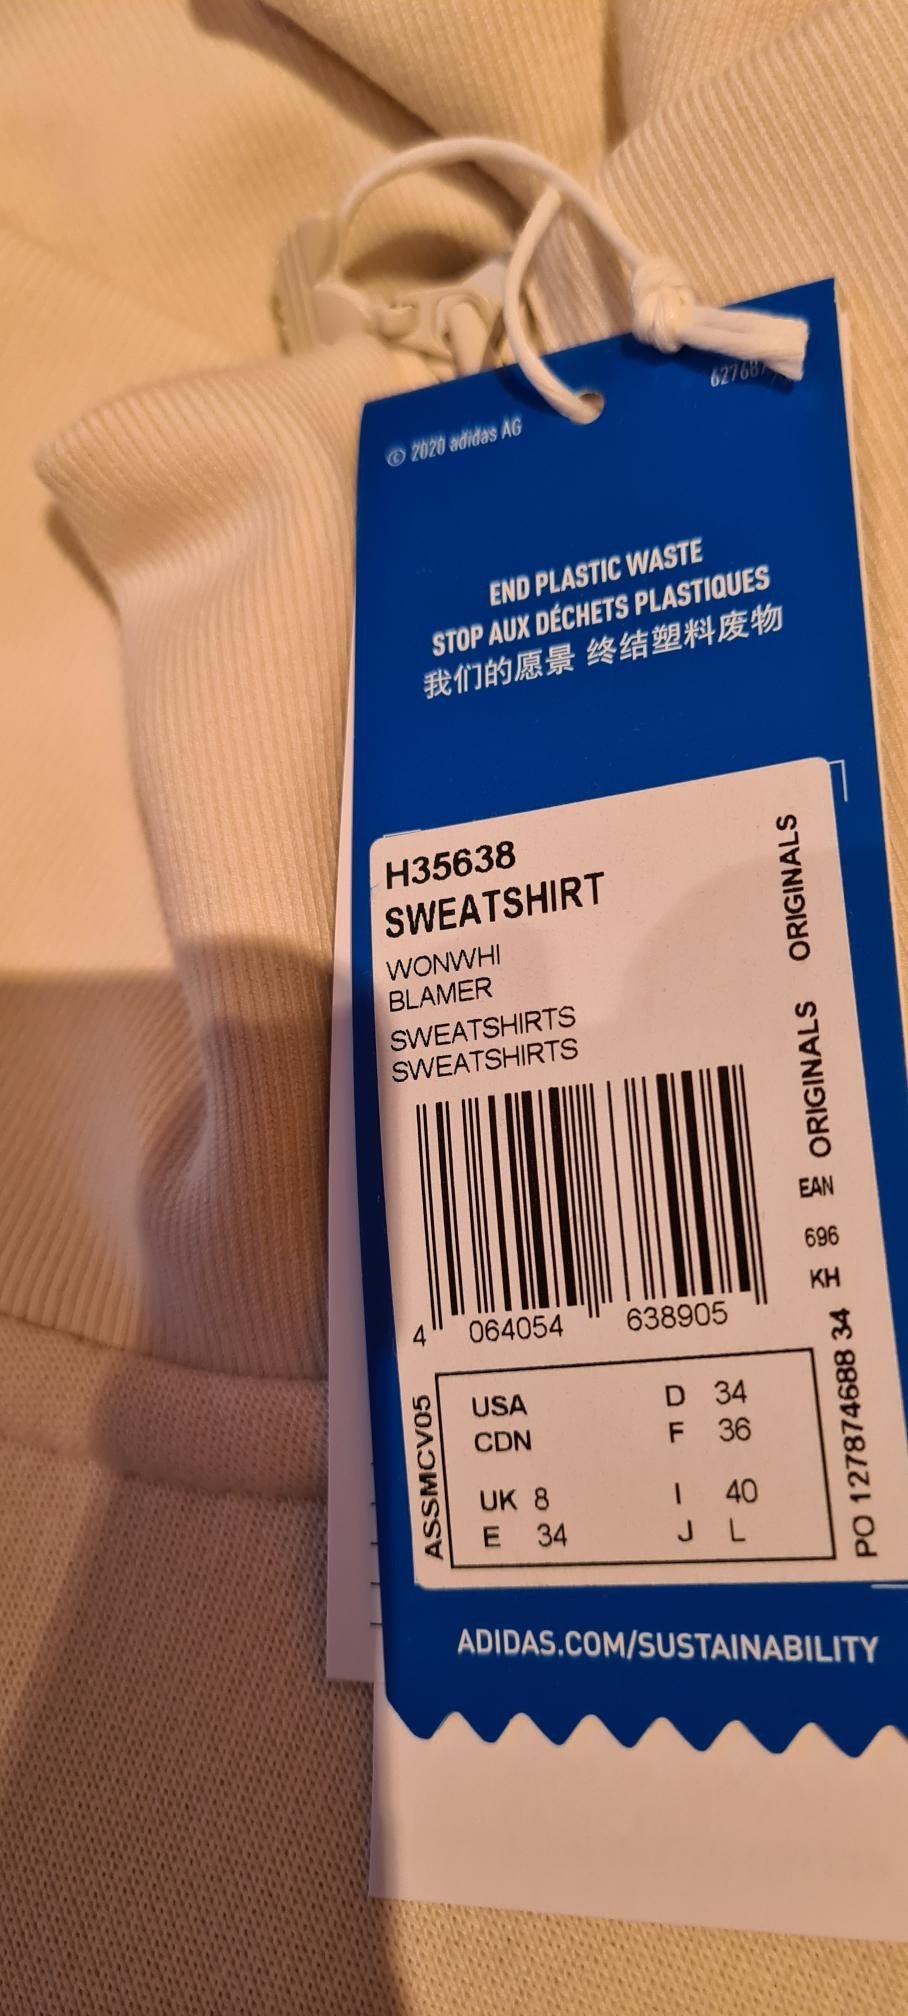 © 2020 adidas AG
END PLASTIC WASTE
STOP AUX DÉCHETS PLASTIQUES
我们的愿景 终结塑料废物
H35638
SWEATSHIRT
WONWHI
BLAMER
SWEATSHIRTS
SWEATSHIRTS
ORIGINALS
ORIGINALS
EAN
696
KH
4 064054 638905
PO 127874688 34
ASSMCV05
USA D 34
CDN F 36
UK 8 I 40
E 34 J L
ADIDAS.COM/SUSTAINABILITY